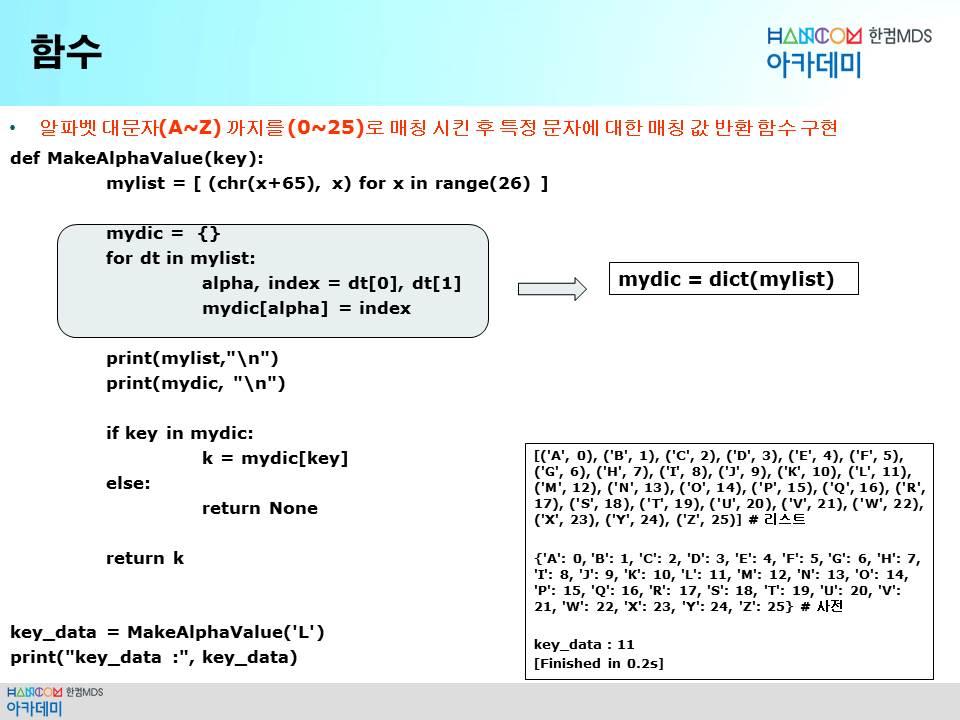 함수
HANCOM 한컴MDS
아카데미
• 알파벳 대문자(A~Z) 까지를 (0~25)로 매칭 시킨 후 특정 문자에 대한 매칭 값 반환 함수 구현
def MakeAlphaValue(key):
mylist = [ (chr(x+65), x) for x in range(26) ]
mydic = {}
for dt in mylist:
alpha, index = dt[0], dt[1]
mydic[alpha] = index
mydic = dict(mylist)
print(mylist,"\n")
print(mydic, "\n")
if key in mydic:
k = mydic[key]
else:
return None
return k
key_data = MakeAlphaValue('L')
print("key_data :", key_data)
[('A', 0), ('B', 1), ('C', 2), ('D', 3), ('E', 4), ('F', 5),
('G', 6), ('H', 7), ('I', 8), ('J', 9), ('K', 10), ('L', 11),
('M', 12), ('N', 13), ('O', 14), ('P', 15), ('Q', 16), ('R',
17), ('S', 18), ('T', 19), ('U', 20), ('V', 21), ('W', 22),
('X', 23), ('Y', 24), ('Z', 25)] # 리스트
{'A': 0, 'B': 1, 'C': 2, 'D': 3, 'E': 4, 'F': 5, 'G': 6, 'H': 7,
'I': 8, 'J': 9, 'K': 10, 'L': 11, 'M': 12, 'N': 13, 'O': 14,
'P': 15, 'Q': 16, 'R': 17, 'S': 18, 'T': 19, 'U': 20, 'V':
21, 'W': 22, 'X': 23, 'Y': 24, 'Z': 25} # 사전
key_data : 11
[Finished in 0.2s]
HANCOM 한컴MDS
아카데미